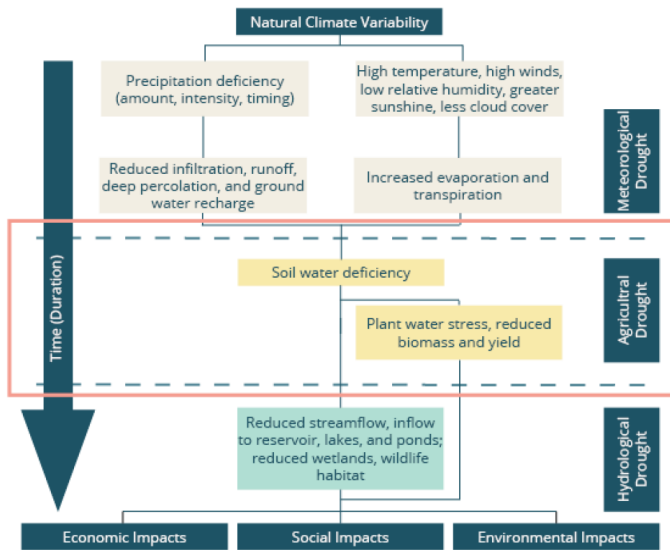 Natural Climate Variability
Precipitation deficiency
(amount, intensity, timing)
High temperature, high winds,
low relative humidity, greater
sunshine, less cloud cover
Reduced infiltration, runoff,
deep percolation, and ground
water recharge
Increased evaporation and
transpiration
Meteorological
Drought
Time (Duration)
Soil water deficiency
Plant water stress, reduced
biomass and yield
Agricultral
Drought
Reduced streamflow, inflow
to reservoir, lakes, and ponds;
reduced wetlands, wildlife
habitat
Hydrological
Drought
Economic Impacts
Social Impacts
Environmental Impacts